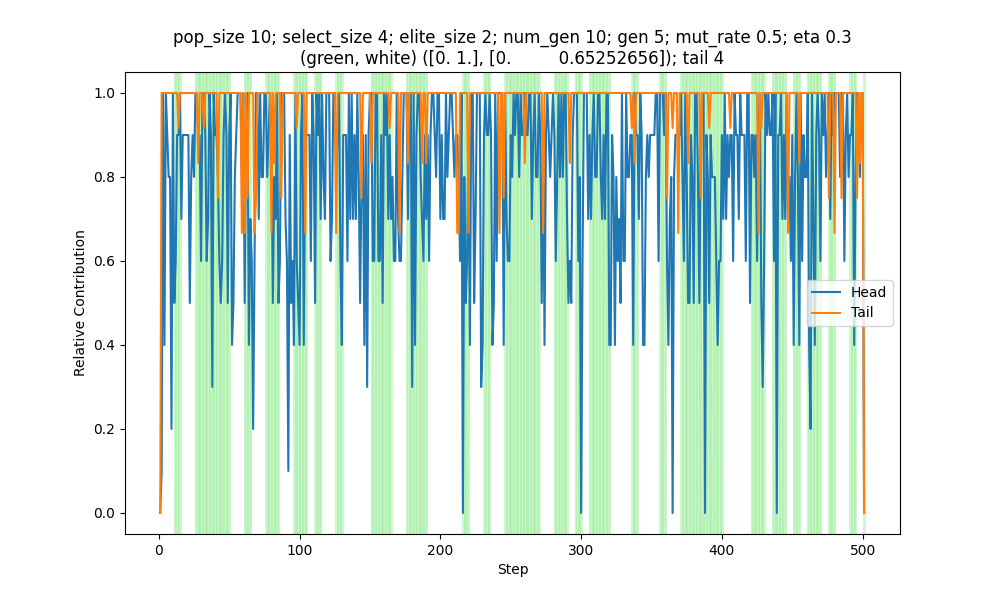 pop_size 10; select_size 4; elite_size 2; num_gen 10; gen 5; mut_rate 0.5; eta 0.3
(green, white) ([0. 1.], [0.         0.65252656]); tail 4
1.0
0.8
0.6
0.4
0.2
0.0
Relative Contribution
Head
Tail
0
100
200
300
400
500
Step